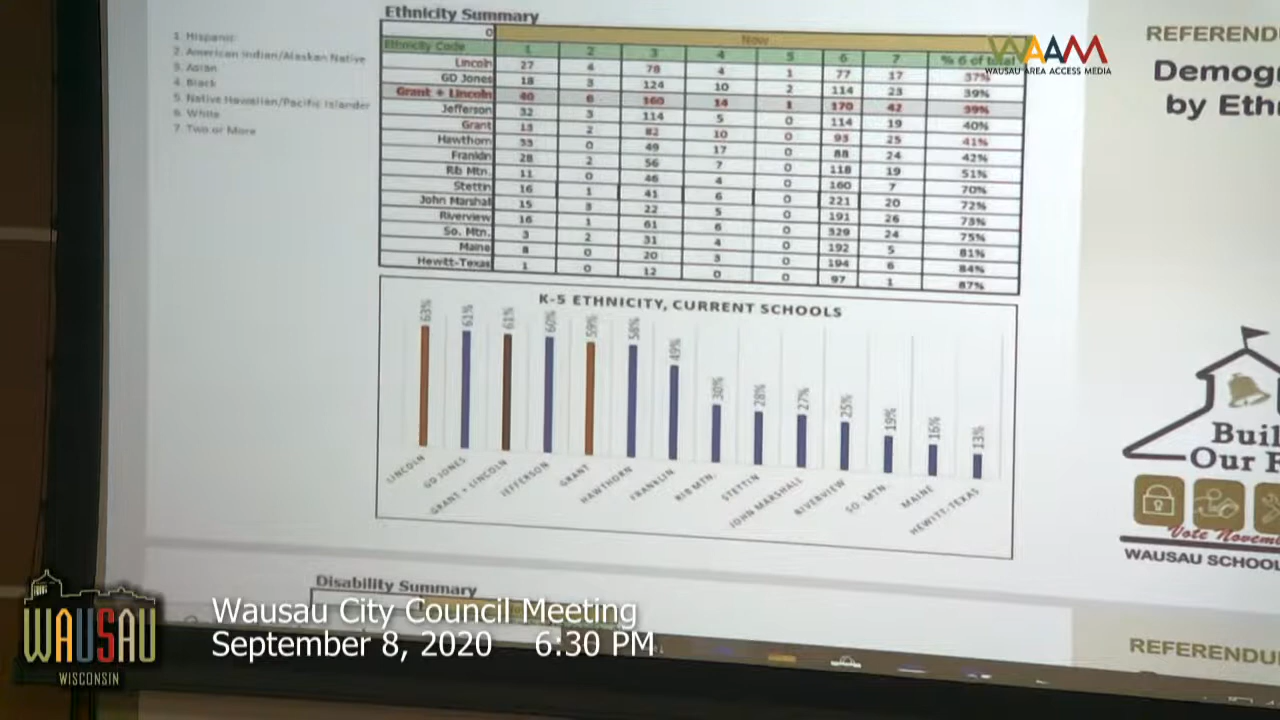 Ethnicity Summary
1. Hispanic
2. American Indian/Alaskan Native
3. Asian
4. Black
5. Native Hawaiian/Pacific Islander
6. White
7. Two or More
0 Now
Ethnicity Code 1 2 3 4 5 6 7 % 6 of total
Lincoln 27 4 78 4 1 77 17 37%
GD Jones 18 3 124 10 2 114 23 39%
Grant + Lincoln 40 6 160 14 1 170 42 39%
Jefferson 32 3 114 5 0 114 19 40%
Grant 13 2 82 10 0 93 25 41%
Hawthorn 33 0 49 17 0 88 24 42%
Franklin 28 2 56 7 0 118 19 51%
Rib Mtn. 11 0 46 4 0 160 7 70%
Stettin 16 1 41 6 0 221 20 72%
John Marshal 15 3 22 5 0 191 26 73%
Riverview 16 1 61 6 0 329 24 75%
So. Mtn. 3 2 31 4 0 192 5 81%
Maine 8 0 20 3 0 194 6 84%
Hewitt-Texas 1 0 12 0 0 97 1 87%
K-5 ETHNICITY, CURRENT SCHOOLS
63% 61% 61% 60% 59% 58% 49% 30% 28% 27% 25% 19% 16% 13%
LINCOLN GD JONES GRANT + LINCOLN JEFFERSON GRANT HAWTHORN FRANKLIN RIB MTN. STETTIN JOHN MARSHALL RIVERVIEW SO. MTN. MAINE HEWITT-TEXAS
Disability Summary
WAAM
WAUSAU AREA ACCESS MEDIA
REFERENDU
Demogr
by Ethn
Buil
Our F
Vote Novem
WAUSAU SCHOOL
REFERENDU
WAUSAU
WISCONSIN
Wausau City Council Meeting
September 8, 2020 6:30 PM